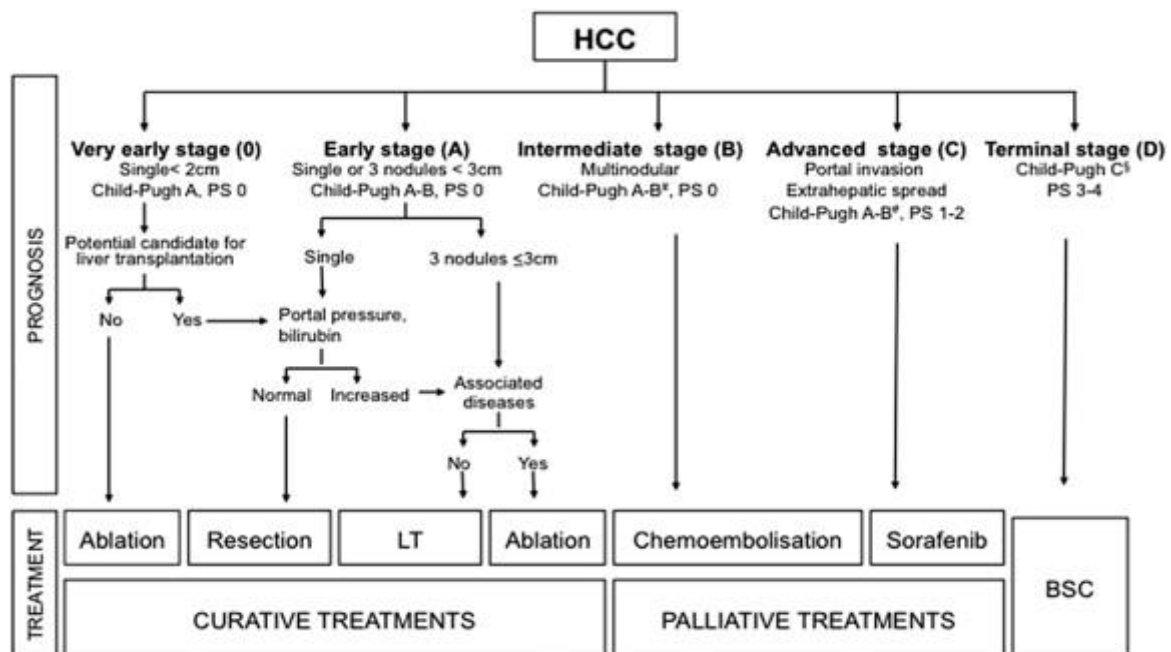 HCC
PROGNOSIS
Very early stage (0)
Single< 2cm
Child-Pugh A, PS 0
Early stage (A)
Single or 3 nodules < 3cm
Child-Pugh A-B, PS 0
Intermediate stage (B)
Multinodular
Child-Pugh A-B#, PS 0
Advanced stage (C)
Portal invasion
Extrahepatic spread
Child-Pugh A-B#, PS 1-2
Terminal stage (D)
Child-Pugh C§
PS 3-4
Potential candidate for
liver transplantation
Single
3 nodules ≤3cm
No
Yes
Portal pressure,
bilirubin
Normal
Increased
Associated
diseases
No
Yes
TREATMENT
Ablation
Resection
LT
Ablation
Chemoembolisation
Sorafenib
BSC
CURATIVE TREATMENTS
PALLIATIVE TREATMENTS